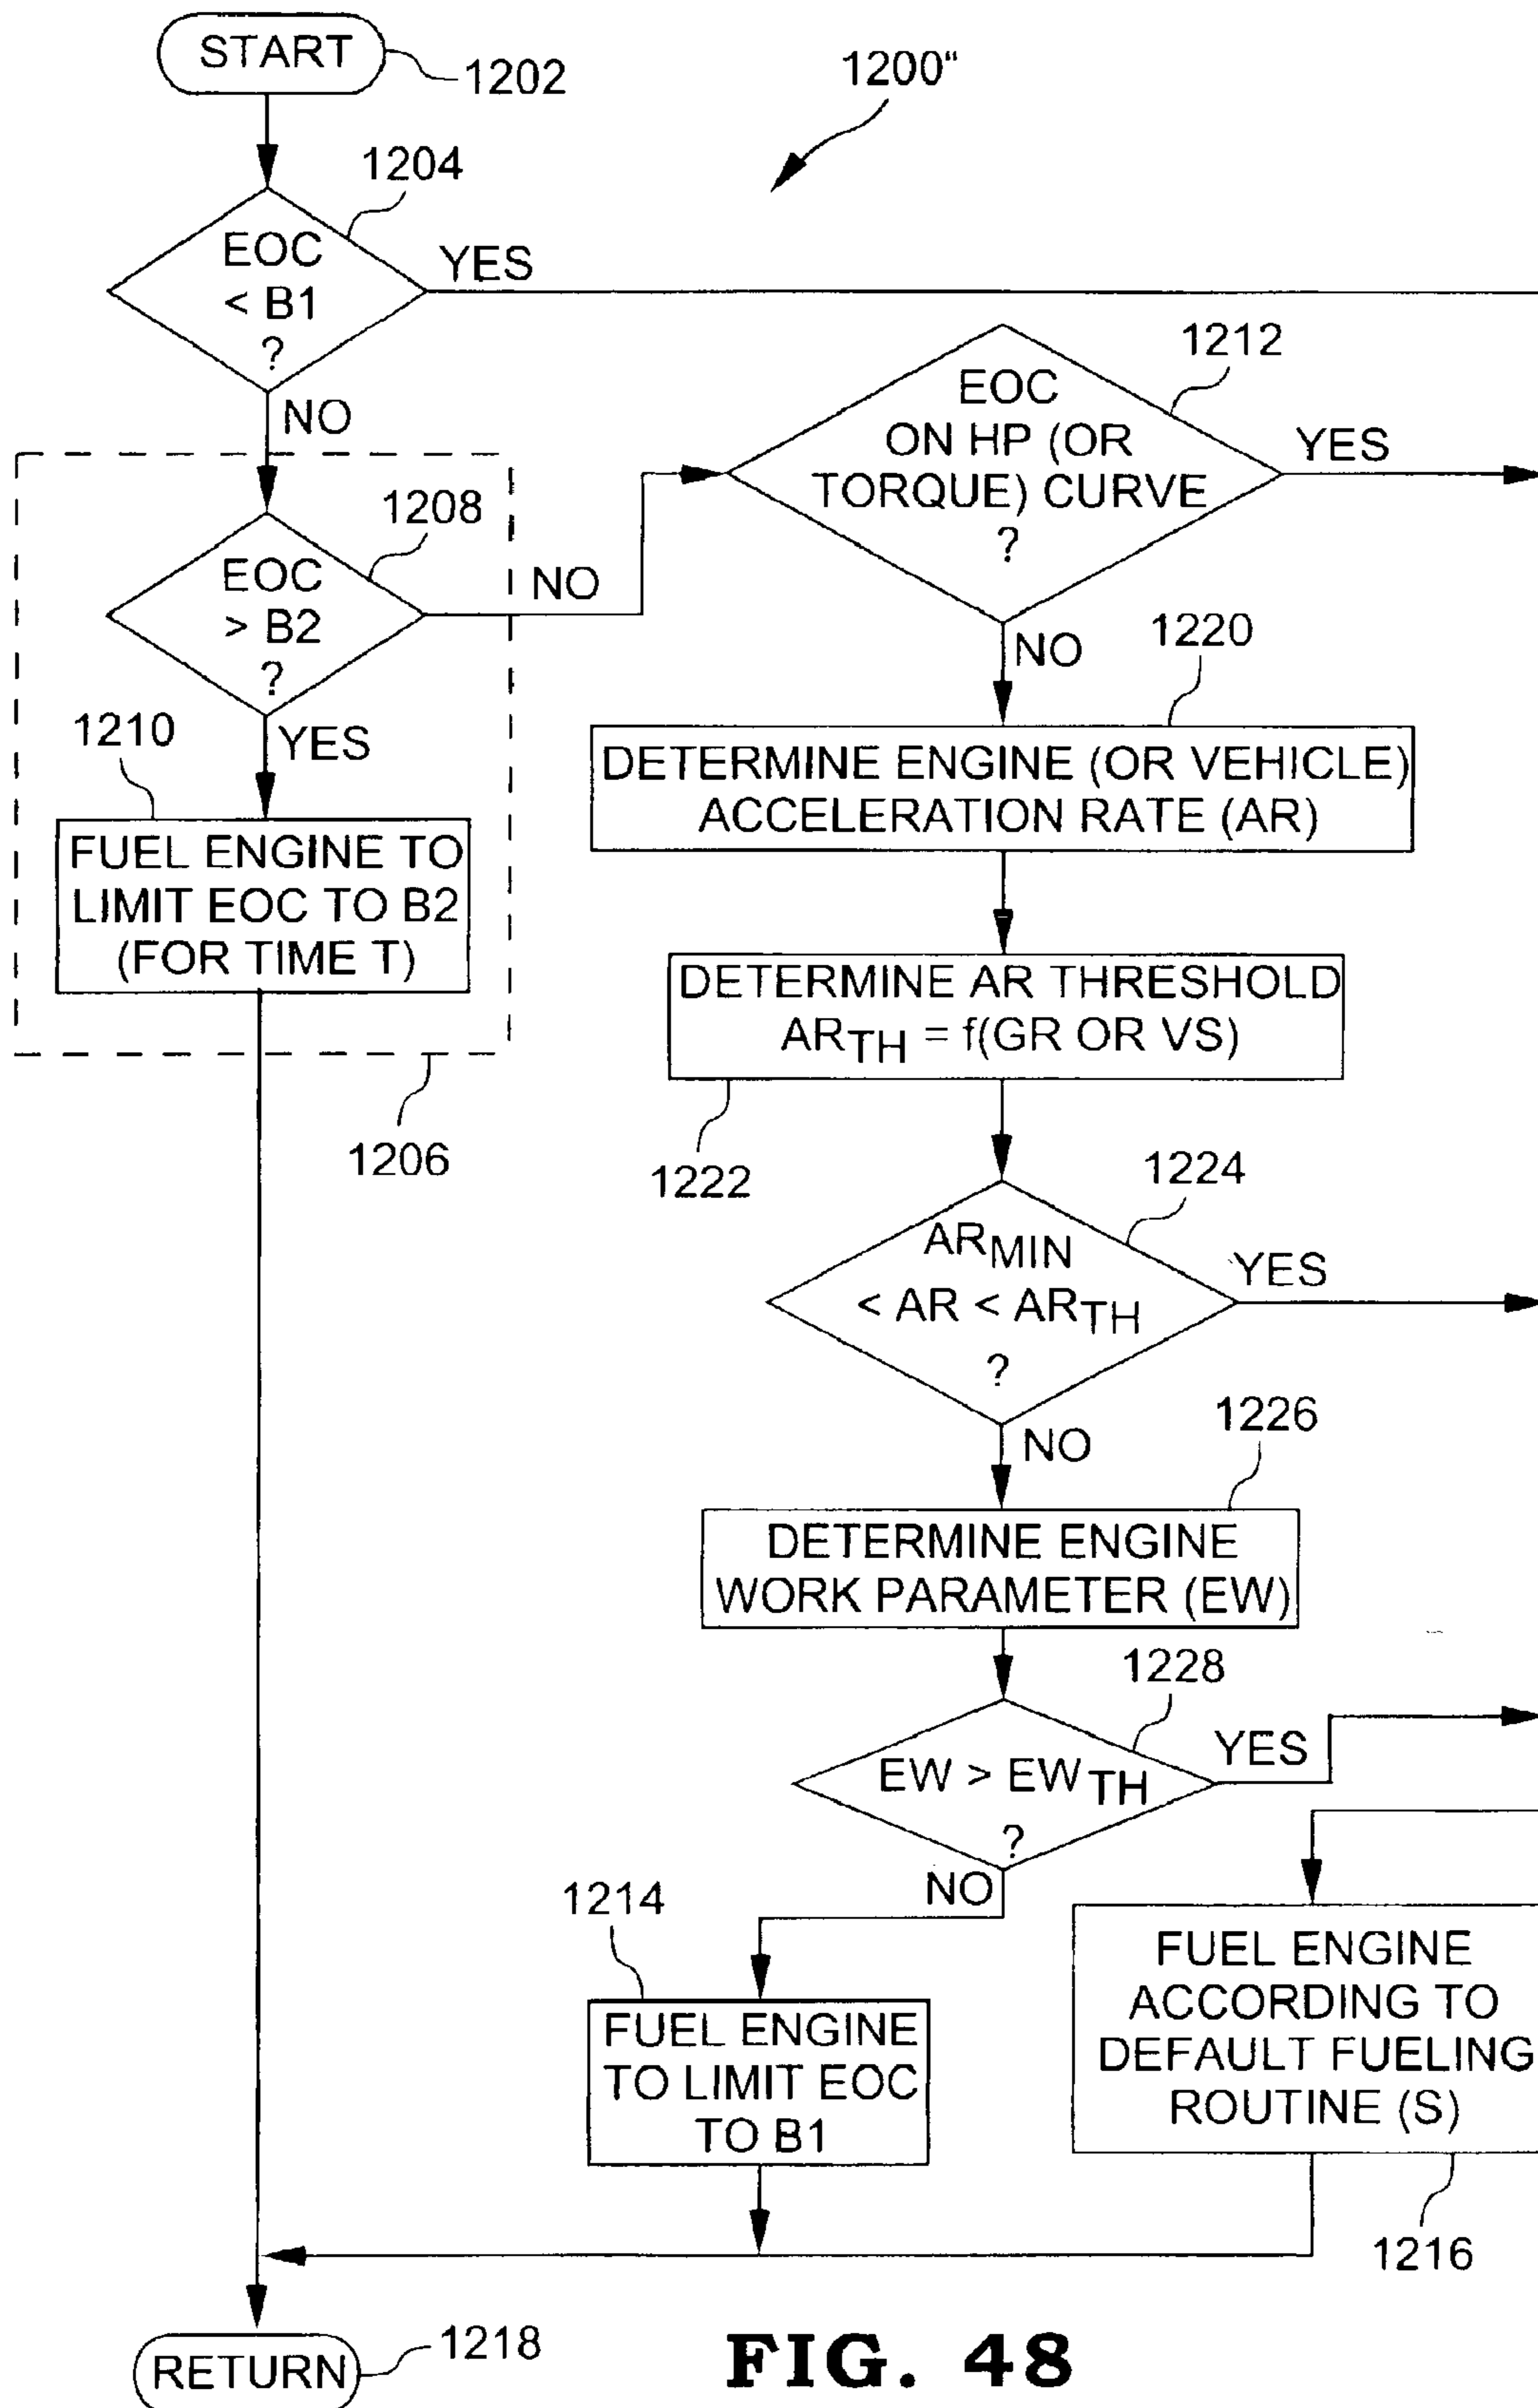 START
1202
1200"
1204
EOC
< B1
?
YES
NO
1212
EOC
ON HP (OR
TORQUE) CURVE
?
YES
1208
EOC
> B2
?
NO
NO
1220
1210
YES
DETERMINE ENGINE (OR VEHICLE)
ACCELERATION RATE (AR)
FUEL ENGINE TO
LIMIT EOC TO B2
(FOR TIME T)
DETERMINE AR THRESHOLD
ARTH = f(GR OR VS)
1206
1222
1224
ARMIN
< AR < ARTH
?
YES
NO
1226
DETERMINE ENGINE
WORK PARAMETER (EW)
1228
EW > EWTH
?
YES
NO
1214
FUEL ENGINE
TO LIMIT EOC
TO B1
FUEL ENGINE
ACCORDING TO
DEFAULT FUELING
ROUTINE (S)
1216
RETURN
1218
FIG. 48